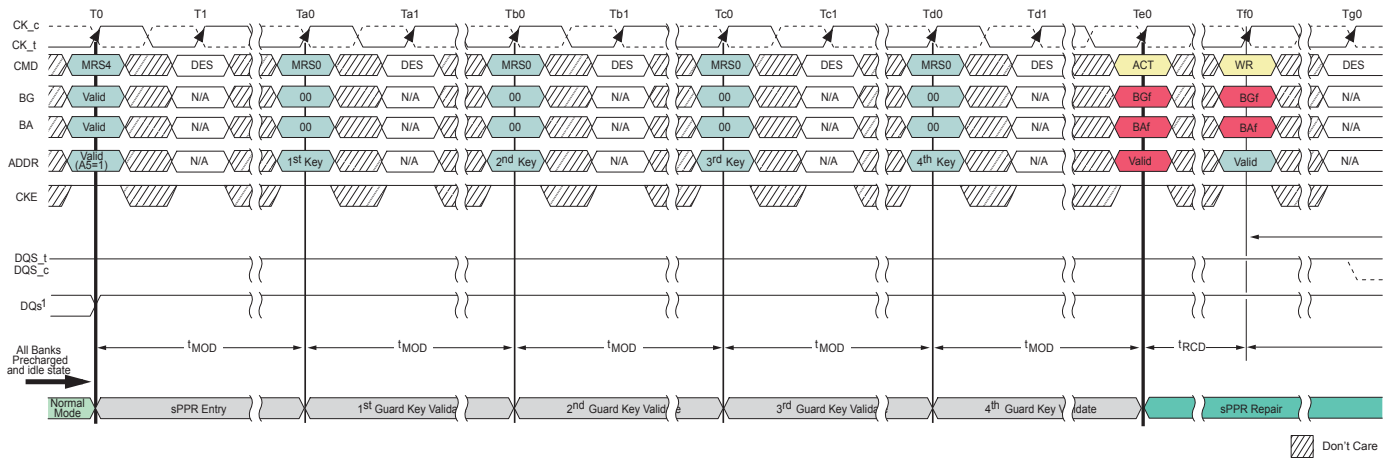 T0 T1 Ta0 Ta1 Tb0 Tb1 Tc0 Tc1 Td0 Td1 Te0 Tf0 Tg0
CK_c
CK_t
CMD MRS4 DES MRS0 DES MRS0 DES MRS0 DES MRS0 DES ACT WR DES
BG Valid N/A 00 N/A 00 N/A 00 N/A 00 N/A BGf BGf N/A
BA Valid N/A 00 N/A 00 N/A 00 N/A 00 N/A BAf BAf N/A
ADDR Valid (A5=1) N/A 1st Key N/A 2nd Key N/A 3rd Key N/A 4th Key N/A Valid Valid N/A
CKE
DQS_t
DQS_c
DQs1
All Banks
Precharged
and idle state
tMOD tMOD tMOD tMOD tMOD tRCD
Normal
Mode
sPPR Entry 1st Guard Key Valida 2nd Guard Key Valid e 3rd Guard Key Valida 4th Guard Key V idate sPPR Repair
Don't Care